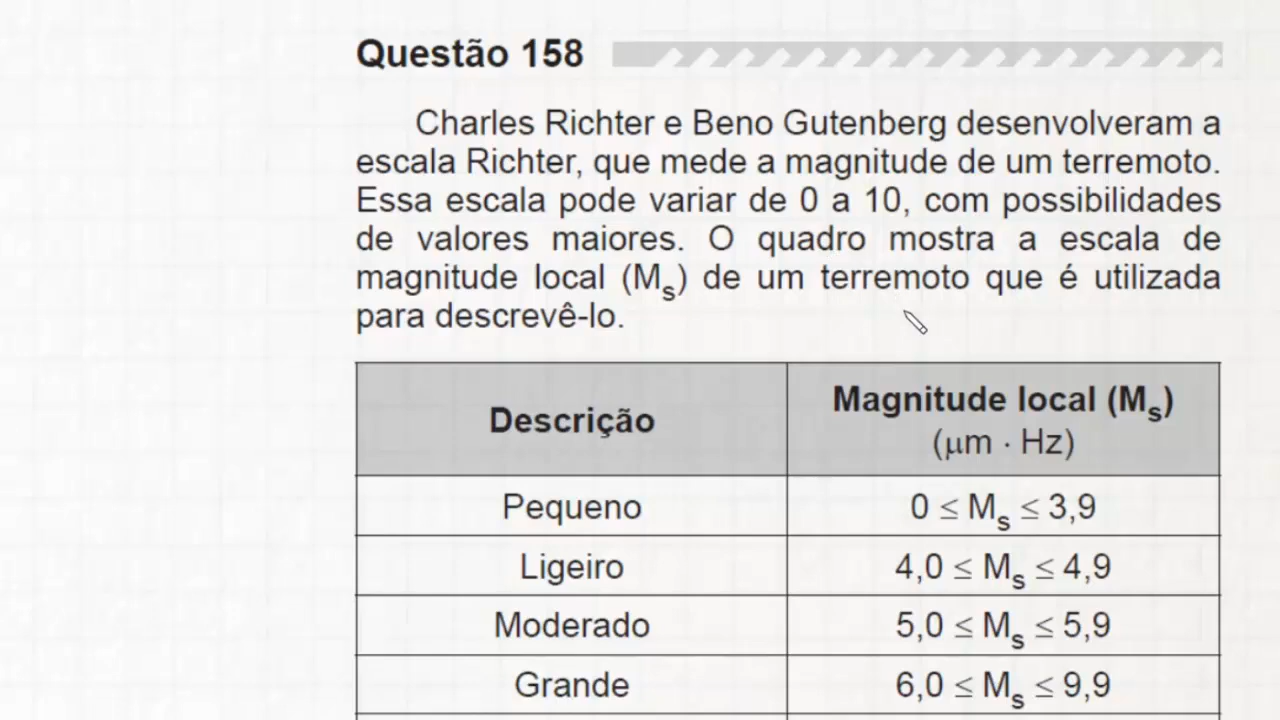 Questão 158
Charles Richter e Beno Gutenberg desenvolveram a
escala Richter, que mede a magnitude de um terremoto.
Essa escala pode variar de 0 a 10, com possibilidades
de valores maiores. O quadro mostra a escala de
magnitude local (Ms) de um terremoto que é utilizada
para descrevê-lo.
Descrição
Magnitude local (Ms)
(μm · Hz)
Pequeno 0 ≤ Ms ≤ 3,9
Ligeiro 4,0 ≤ Ms ≤ 4,9
Moderado 5,0 ≤ Ms ≤ 5,9
Grande 6,0 ≤ Ms ≤ 9,9